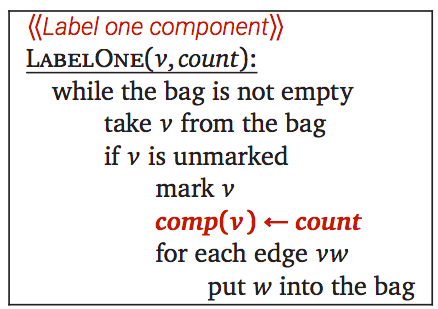 ⟪Label one component⟫
LABELONE(v, count):
while the bag is not empty
take v from the bag
if v is unmarked
mark v
comp(v) ← count
for each edge vw
put w into the bag